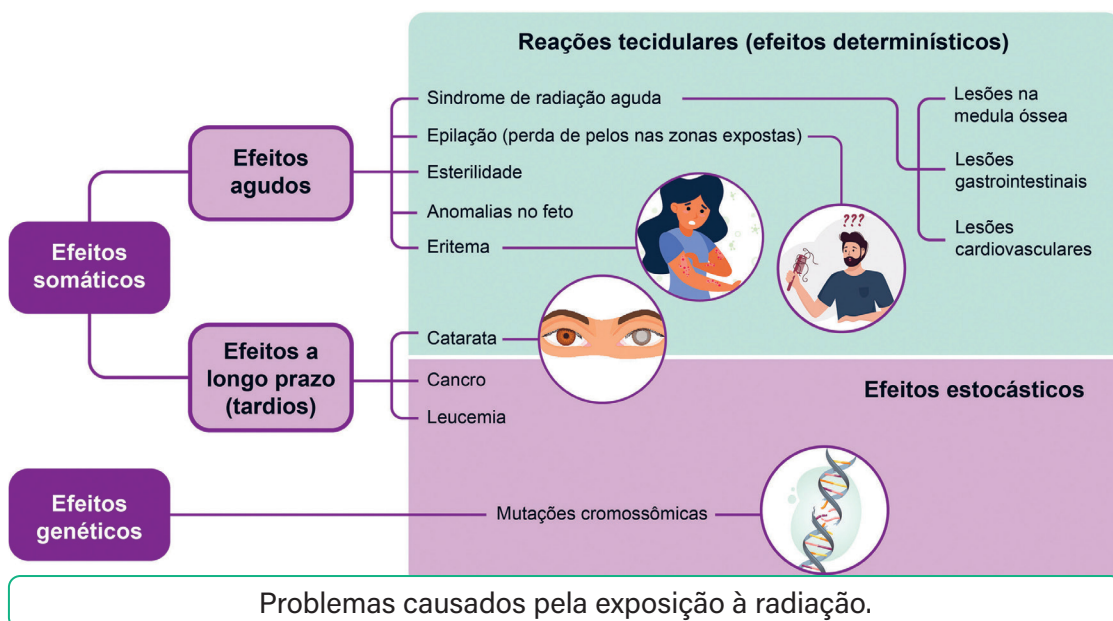 Reações tecidulares (efeitos determinísticos)
Efeitos
somáticos
Efeitos
agudos
Sindrome de radiação aguda
Epilação (perda de pelos nas zonas expostas)
Esterilidade
Anomalias no feto
Eritema
Lesões na
medula óssea
Lesões
gastrointestinais
Lesões
cardiovasculares
???
Efeitos a
longo prazo
(tardios)
Catarata
Cancro
Leucemia
Efeitos estocásticos
Efeitos
genéticos
Mutações cromossômicas
Problemas causados pela exposição à radiação.